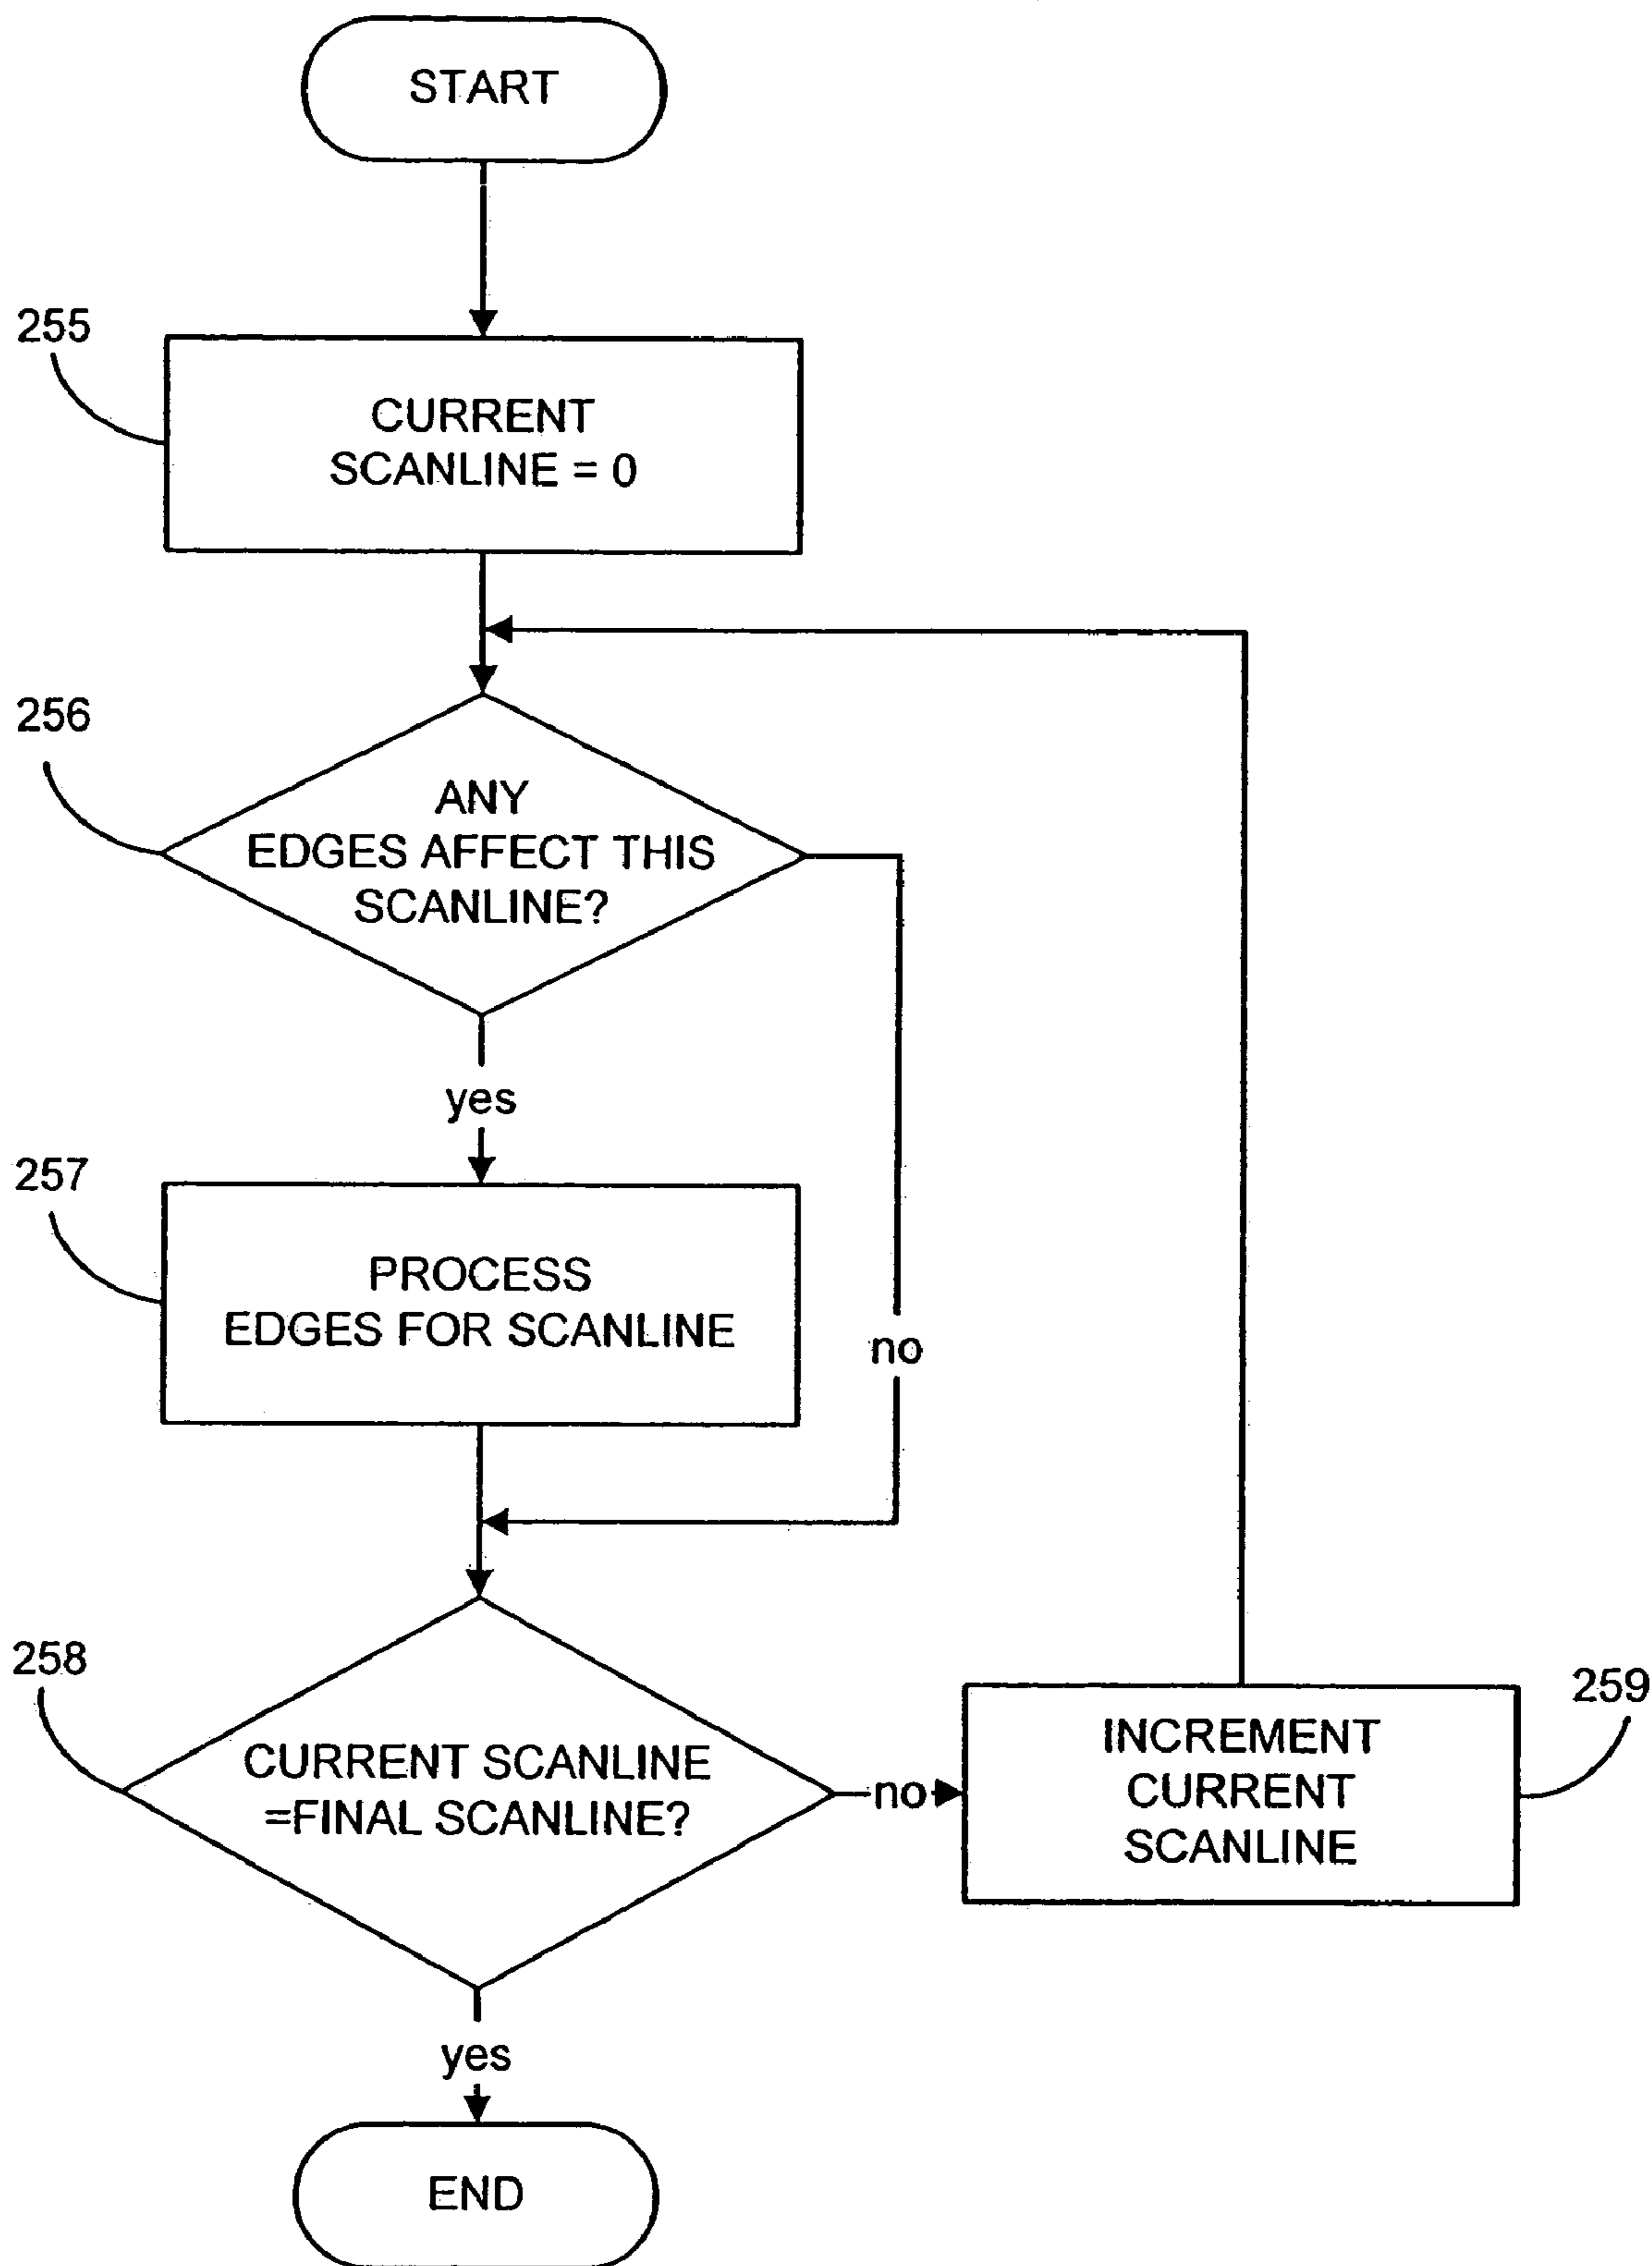 START
255
CURRENT
SCANLINE = 0
256
ANY
EDGES AFFECT THIS
SCANLINE?
yes
257
PROCESS
EDGES FOR SCANLINE
no
258
CURRENT SCANLINE
=FINAL SCANLINE?
no
259
INCREMENT
CURRENT
SCANLINE
yes
END